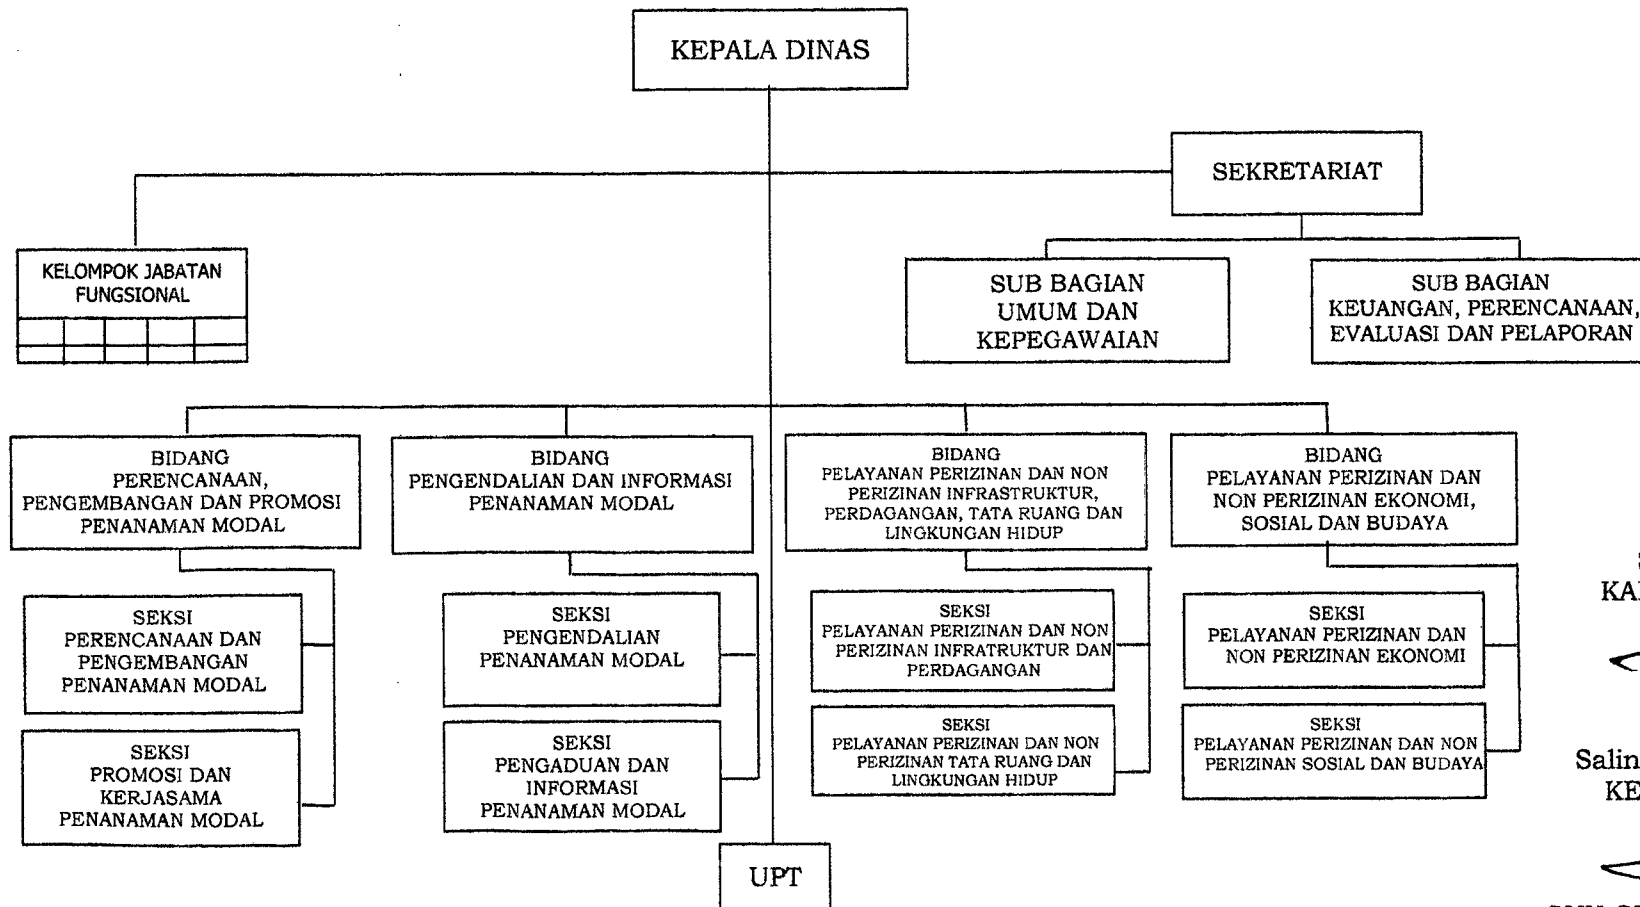 KEPALA DINAS
SEKRETARIAT
KELOMPOK JABATAN
FUNGSIONAL
SUB BAGIAN
UMUM DAN
KEPEGAWAIAN
SUB BAGIAN
KEUANGAN, PERENCANAAN,
EVALUASI DAN PELAPORAN
BIDANG
PERENCANAAN,
PENGEMBANGAN DAN PROMOSI
PENANAMAN MODAL
BIDANG
PENGENDALIAN DAN INFORMASI
PENANAMAN MODAL
BIDANG
PELAYANAN PERIZINAN DAN NON
PERIZINAN INFRASTRUKTUR,
PERDAGANGAN, TATA RUANG DAN
LINGKUNGAN HIDUP
BIDANG
PELAYANAN PERIZINAN DAN
NON PERIZINAN EKONOMI,
SOSIAL DAN BUDAYA
SEKSI
PERENCANAAN DAN
PENGEMBANGAN
PENANAMAN MODAL
SEKSI
PENGENDALIAN
PENANAMAN MODAL
SEKSI
PELAYANAN PERIZINAN DAN NON
PERIZINAN INFRATRUKTUR DAN
PERDAGANGAN
SEKSI
PELAYANAN PERIZINAN DAN
NON PERIZINAN EKONOMI
SEKSI
PROMOSI DAN
KERJASAMA
PENANAMAN MODAL
SEKSI
PENGADUAN DAN
INFORMASI
PENANAMAN MODAL
SEKSI
PELAYANAN PERIZINAN DAN NON
PERIZINAN TATA RUANG DAN
LINGKUNGAN HIDUP
SEKSI
PELAYANAN PERIZINAN DAN NON
PERIZINAN SOSIAL DAN BUDAYA
UPT
Salin
KE